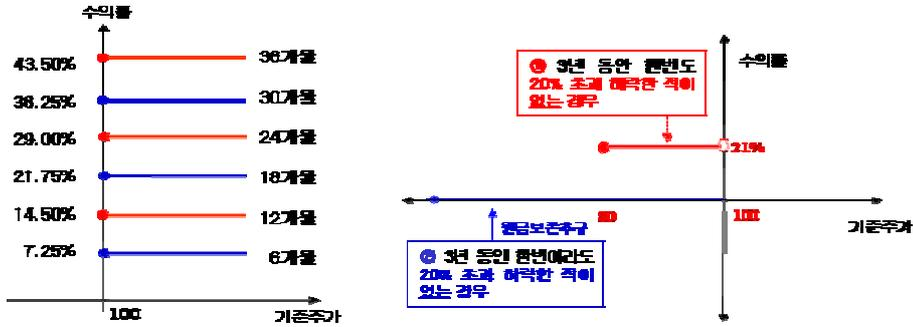 수익률
43.50%
36개월
36.25%
30개월
29.00%
24개월
21.75%
18개월
14.50%
12개월
7.25%
6개월
100
기준주가
수익률
① 3년 동안 한번도
20% 초과 하락한 적이
없는 경우
21%
80
100
기준주가
원금보존추구
② 3년 동안 한번이라도
20% 초과 하락한 적이
있는 경우